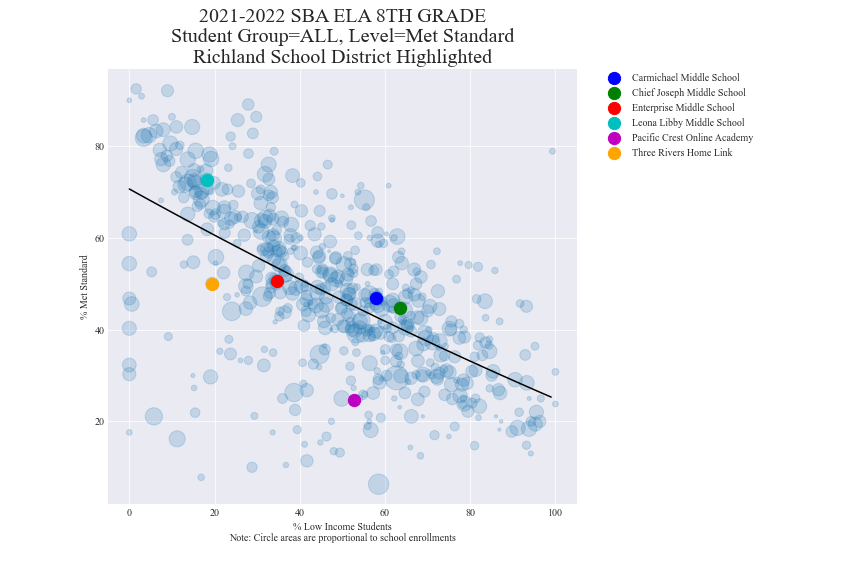 2021-2022 SBA ELA 8TH GRADE
Student Group=ALL, Level=Met Standard
Richland School District Highlighted
Carmichael Middle School
Chief Joseph Middle School
Enterprise Middle School
Leona Libby Middle School
Pacific Crest Online Academy
Three Rivers Home Link
% Met Standard
80
60
40
20
0 20 40 60 80 100
% Low Income Students
Note: Circle areas are proportional to school enrollments